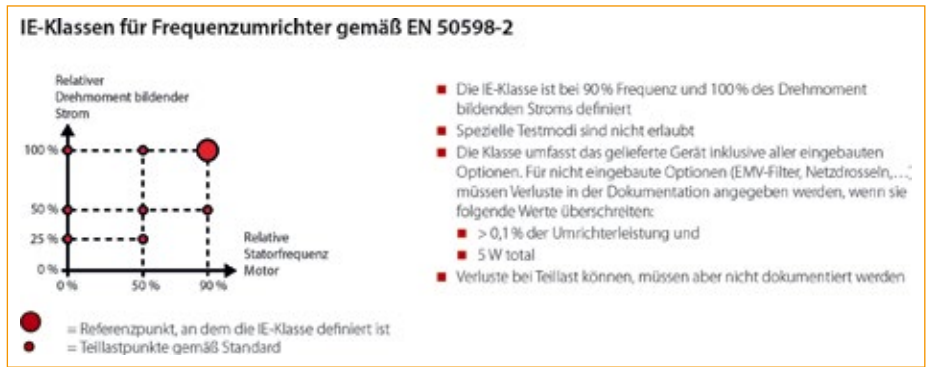 IE-Klassen für Frequenzumrichter gemäß EN 50598-2
Relativer
Drehmoment bildender
Strom
100 %
50 %
25 %
0 %
0 %
50 %
90 %
Relative
Statorfrequenz
Motor
= Referenzpunkt, an dem die IE-Klasse definiert ist
= Teillastpunkte gemäß Standard
Die IE-Klasse ist bei 90 % Frequenz und 100 % des Drehmoment
bildenden Stroms definiert
Spezielle Testmodi sind nicht erlaubt
Die Klasse umfasst das gelieferte Gerät inklusive aller eingebauten
Optionen. Für nicht eingebaute Optionen (EMV-Filter, Netzdrosseln,…)
müssen Verluste in der Dokumentation angegeben werden, wenn sie
folgende Werte überschreiten:
> 0,1 % der Umrichterleistung und
5 W total
Verluste bei Teillast können, müssen aber nicht dokumentiert werden